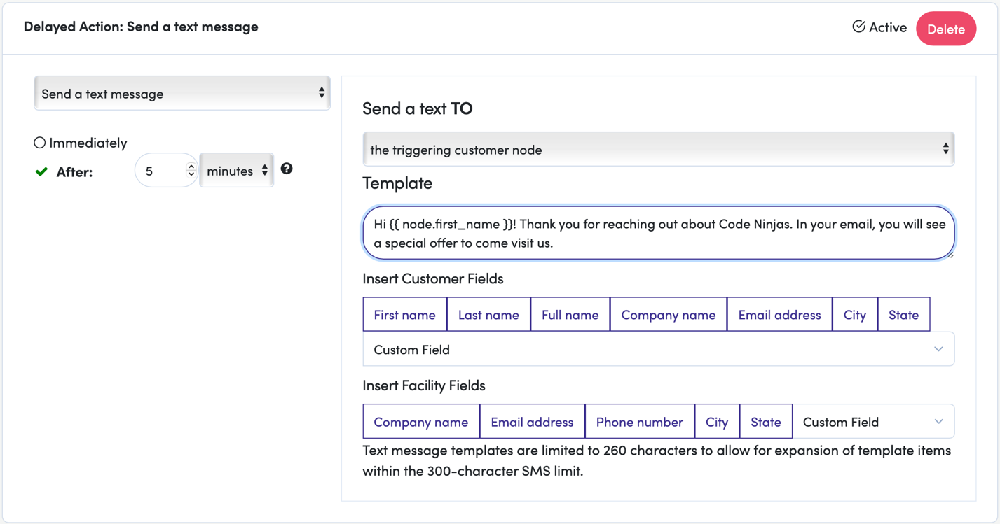 Delayed Action: Send a text message
Active
Delete
Send a text message
Immediately
After:
5
minutes
?
Send a text TO
the triggering customer node
Template
Hi {{ node.first_name }}! Thank you for reaching out about Code Ninjas. In your email, you will see
a special offer to come visit us.
Insert Customer Fields
First name
Last name
Full name
Company name
Email address
City
State
Custom Field
Insert Facility Fields
Company name
Email address
Phone number
City
State
Custom Field
Text message templates are limited to 260 characters to allow for expansion of template items
within the 300-character SMS limit.